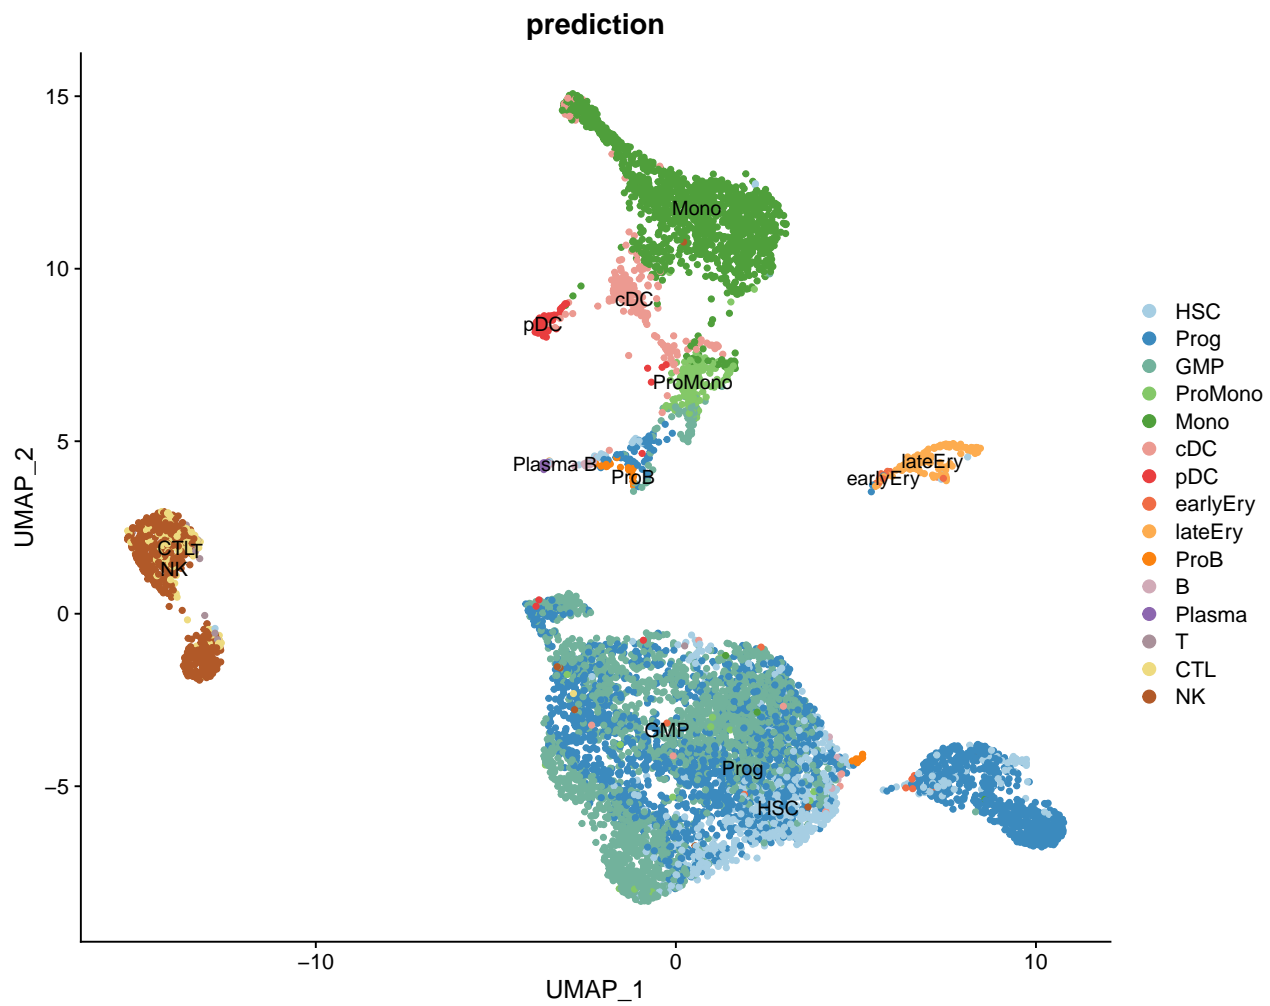 prediction
15
10
5
0
−5
−10
0
10
UMAP_1
UMAP_2
Mono
cDC
pDC
ProMono
Plasma B
ProB
lateEry
earlyEry
CTL T
NK
GMP
Prog
HSC
HSC
Prog
GMP
ProMono
Mono
cDC
pDC
earlyEry
lateEry
ProB
B
Plasma
T
CTL
NK